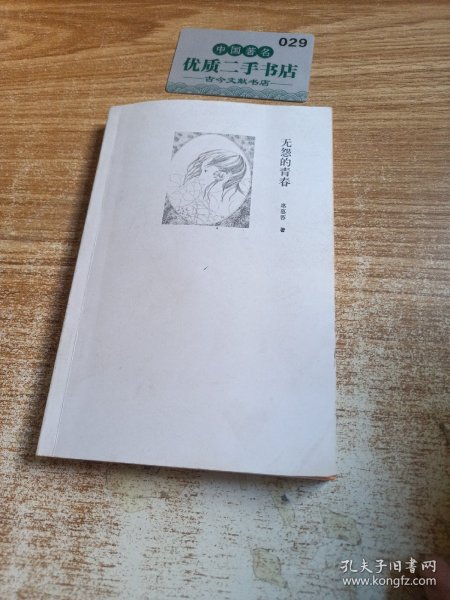 029
中国著名
优质二手书店
古今文献书店
无怨的青春
席慕蓉 著
孔夫子旧书网
www.kongfz.com